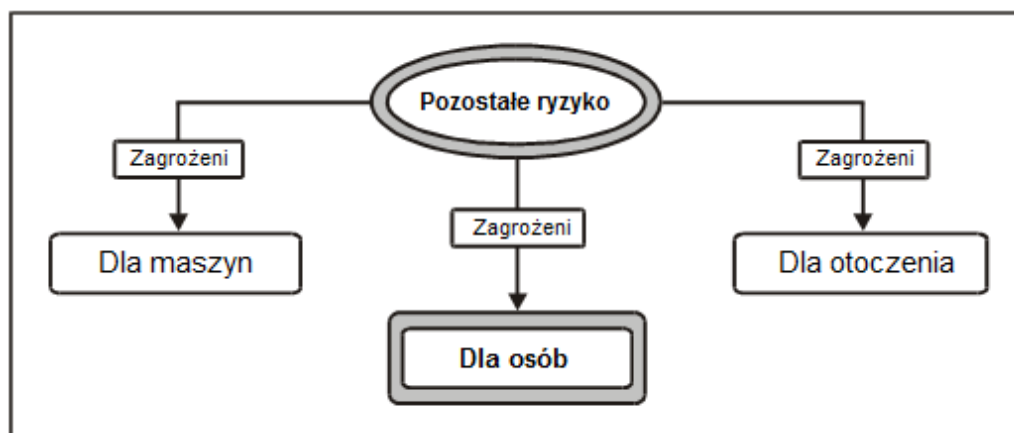 Pozostałe ryzyko
Zagrożeni
Zagrożeni
Zagrożeni
Dla maszyn
Dla otoczenia
Dla osób